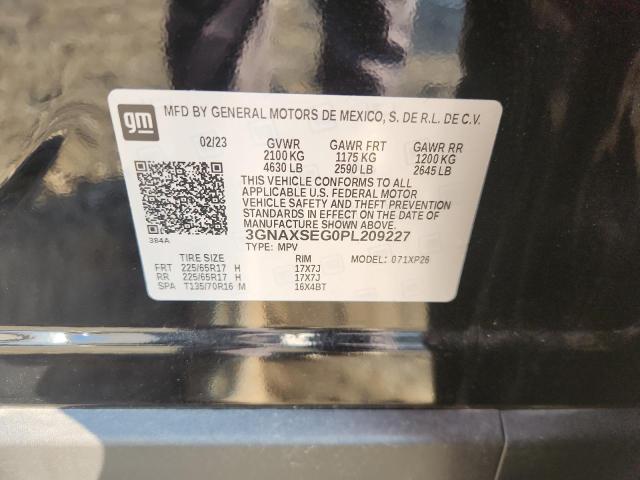 gm
MFD BY GENERAL MOTORS DE MEXICO, S. DE R.L. DE C.V.
02/23 GVWR GAWR FRT GAWR RR
2100 KG 1175 KG 1200 KG
4630 LB 2590 LB 2645 LB
THIS VEHICLE CONFORMS TO ALL
APPLICABLE U.S. FEDERAL MOTOR
VEHICLE SAFETY AND THEFT PREVENTION
STANDARDS IN EFFECT ON THE DATE OF
MANUFACTURE SHOWN ABOVE.
384A 3GNAXSEG0PL209227
TYPE: MPV
TIRE SIZE RIM MODEL: 071XP26
FRT 225/65R17 H 17X7J
RR 225/65R17 H 17X7J
SPA T135/70R16 M 16X4BT